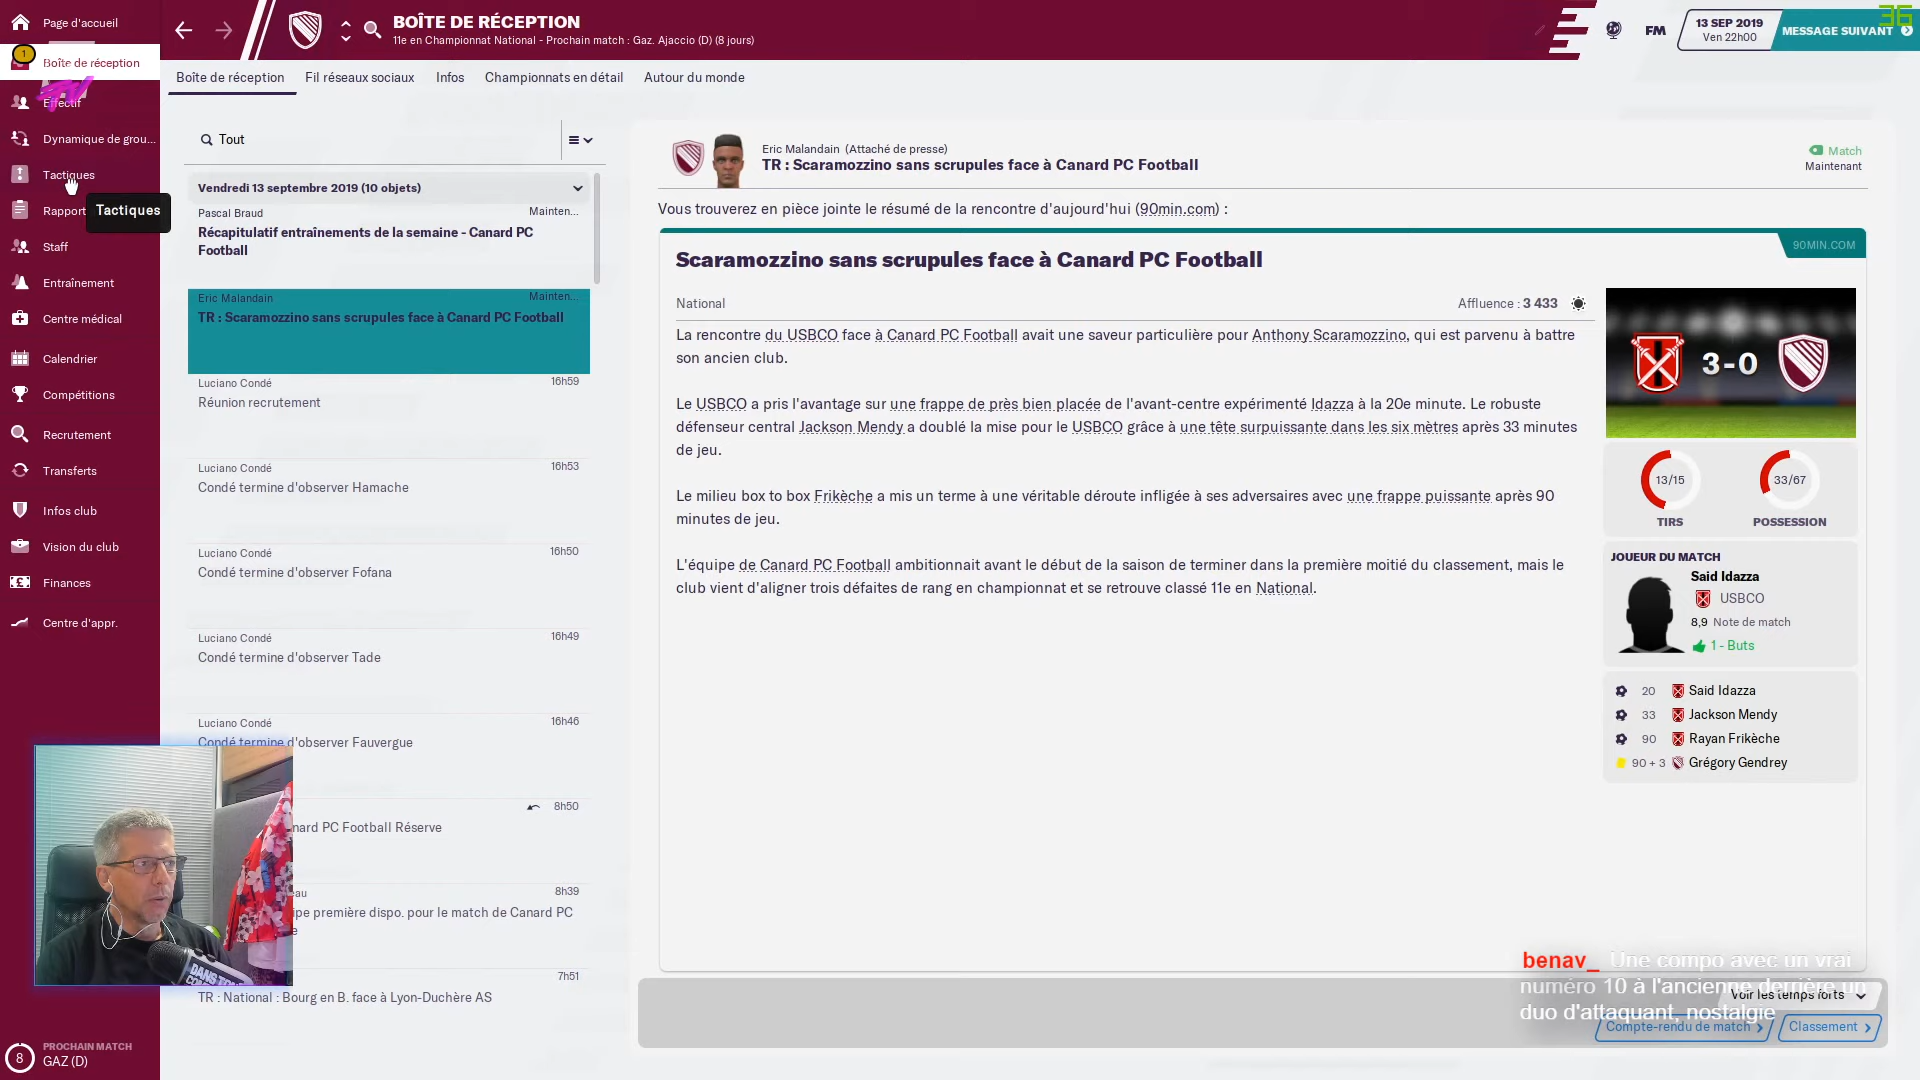 Page d'accueil
1
Boîte de réception
Effectif
Dynamique de grou...
Tactiques
Rapport
Tactiques
Staff
Entraînement
Centre médical
Calendrier
Compétitions
Recrutement
Transferts
Infos club
Vision du club
Finances
Centre d'appr.
8
PROCHAIN MATCH
GAZ (D)
BOÎTE DE RÉCEPTION
11e en Championnat National - Prochain match : Gaz. Ajaccio (D) (8 jours)
FM
13 SEP 2019
Ven 22h00
MESSAGE SUIVANT
36
Boîte de réception
Fil réseaux sociaux
Infos
Championnats en détail
Autour du monde
Tout
Vendredi 13 septembre 2019 (10 objets)
Pascal Braud
Mainten...
Récapitulatif entraînements de la semaine - Canard PC
Football
Eric Malandain
Mainten...
TR : Scaramozzino sans scrupules face à Canard PC Football
Luciano Condé
16h59
Réunion recrutement
Luciano Condé
16h53
Condé termine d'observer Hamache
Luciano Condé
16h50
Condé termine d'observer Fofana
Luciano Condé
16h49
Condé termine d'observer Tade
Luciano Condé
16h46
Condé termine d'observer Fauvergue
8h50
nard PC Football Réserve
eau
8h39
ipe première dispo. pour le match de Canard PC
e
7h51
TR : National : Bourg en B. face à Lyon-Duchère AS
Eric Malandain (Attaché de presse)
TR : Scaramozzino sans scrupules face à Canard PC Football
Match
Maintenant
Vous trouverez en pièce jointe le résumé de la rencontre d'aujourd'hui (90min.com) :
90MIN.COM
Scaramozzino sans scrupules face à Canard PC Football
National
Affluence : 3 433
La rencontre du USBCO face à Canard PC Football avait une saveur particulière pour Anthony Scaramozzino, qui est parvenu à battre
son ancien club.
Le USBCO a pris l'avantage sur une frappe de près bien placée de l'avant-centre expérimenté Idazza à la 20e minute. Le robuste
défenseur central Jackson Mendy a doublé la mise pour le USBCO grâce à une tête surpuissante dans les six mètres après 33 minutes
de jeu.
Le milieu box to box Frikèche a mis un terme à une véritable déroute infligée à ses adversaires avec une frappe puissante après 90
minutes de jeu.
L'équipe de Canard PC Football ambitionnait avant le début de la saison de terminer dans la première moitié du classement, mais le
club vient d'aligner trois défaites de rang en championnat et se retrouve classé 11e en National.
3-0
13/15
33/67
TIRS
POSSESSION
JOUEUR DU MATCH
Said Idazza
USBCO
8,9 Note de match
1 - Buts
20 Said Idazza
33 Jackson Mendy
90 Rayan Frikèche
90 + 3 Grégory Gendrey
benav_ Une compo avec un vrai
numéro 10 à l'ancienne derrière un
duo d'attaquant, nostalgie
Voir les temps forts
Compte-rendu de match
Classement